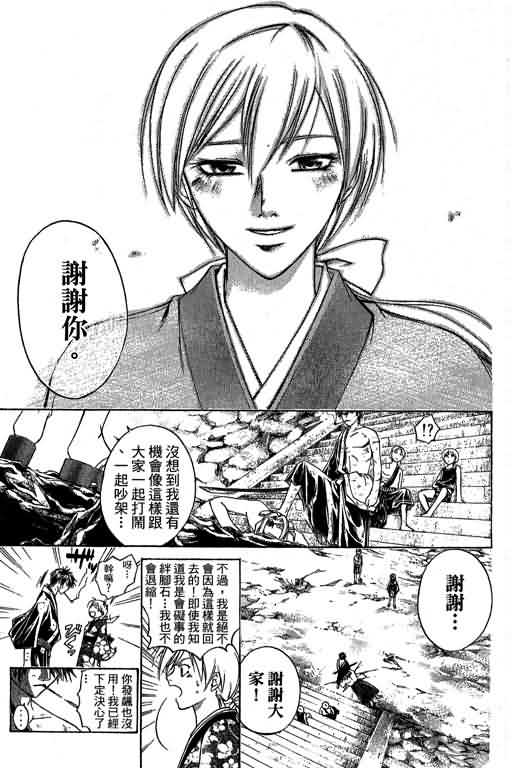 謝謝你。
!?
沒想到我還有
機會像這樣跟
大家一起打鬧
、一起吵架…
謝謝…
謝謝大
家！
不過，我是絕不
會因為這樣就回
去的！即使我知
道我是會礙事的
絆腳石…我也不
會退縮！
呀…
幹嘛？
你發飆也沒
用！我已經
下定決心了
…